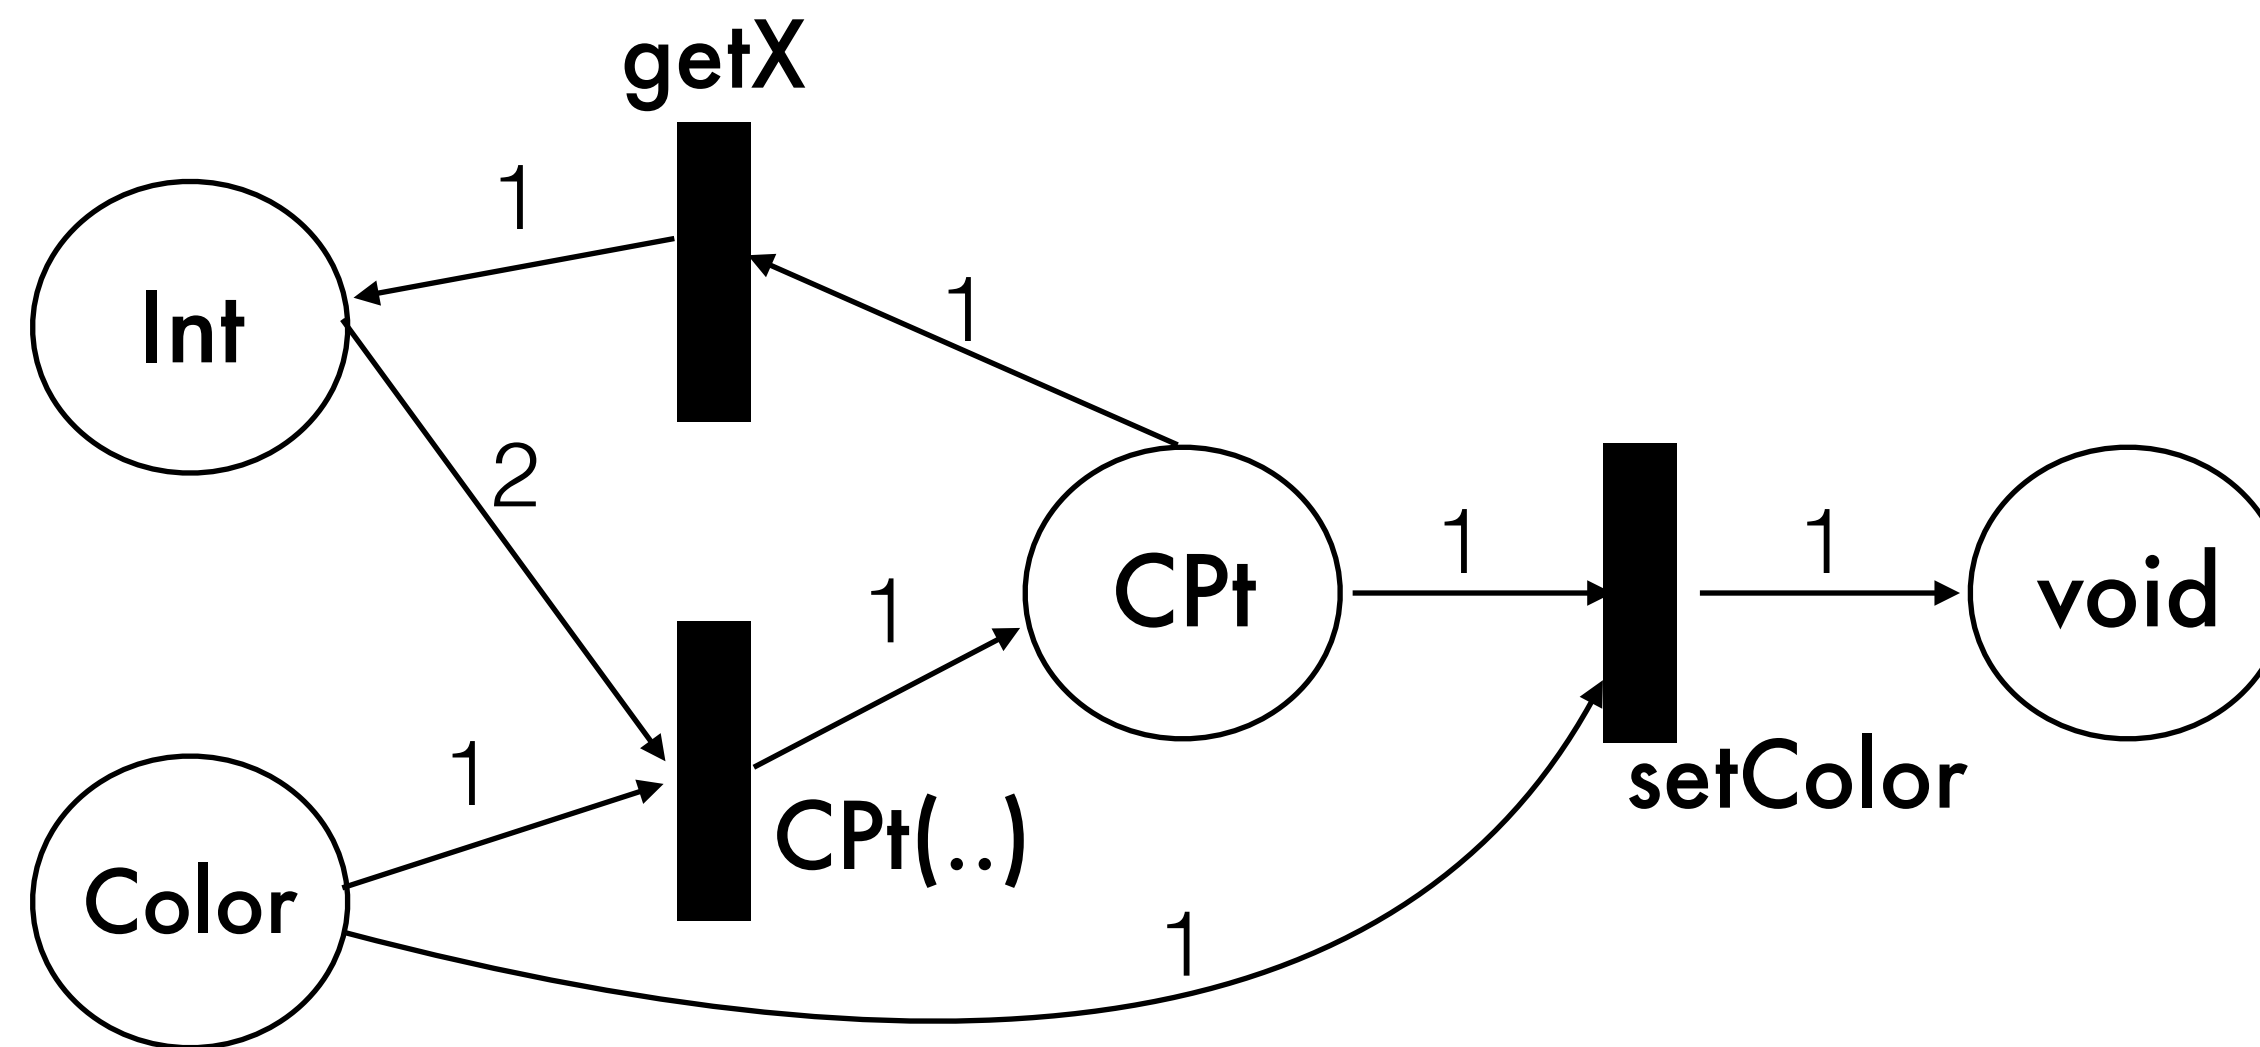 getX
1
Int
1
2
1
CPt
1
1
void
1
setColor
CPt(..)
Color
1